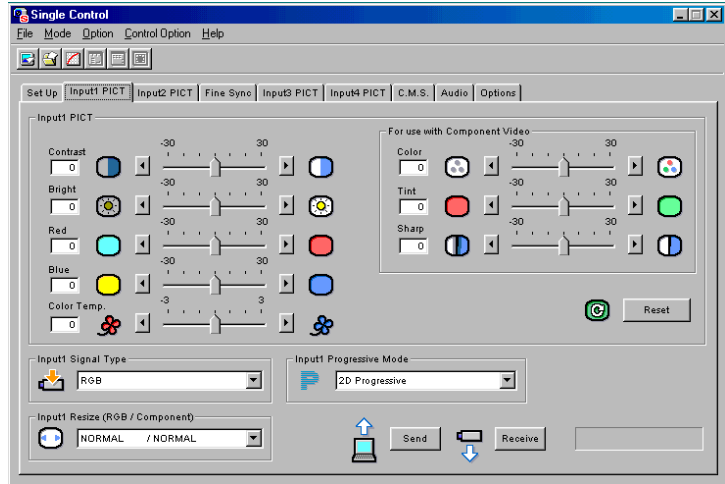 Single Control
File Mode Option Control Option Help
Set Up Input1 PICT Input2 PICT Fine Sync Input3 PICT Input4 PICT C.M.S. Audio Options
Input1 PICT
Contrast
0
-30 30
Bright
0
-30 30
Red
0
-30 30
Blue
0
-30 30
Color Temp.
0
-3 3
For use with Component Video
Color
0
-30 30
Tint
0
-30 30
Sharp
0
-30 30
Reset
Input1 Signal Type
RGB
Input1 Progressive Mode
P
2D Progressive
Input1 Resize (RGB / Component)
NORMAL / NORMAL
Send
Receive